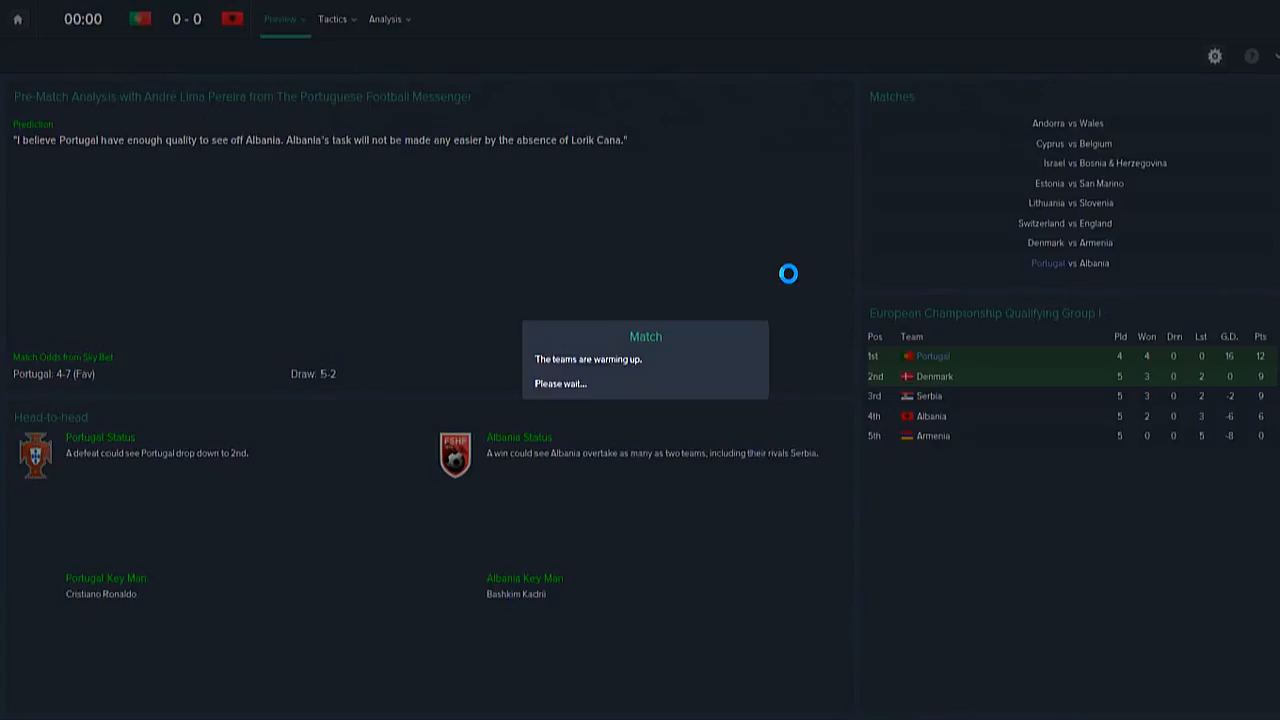 00:00 0 - 0 Preview Tactics Analysis
Pre-Match Analysis with André Lima Pereira from The Portuguese Football Messenger
Prediction
"I believe Portugal have enough quality to see off Albania. Albania's task will not be made any easier by the absence of Lorik Cana."
Match Odds from Sky Bet
Portugal: 4-7 (Fav) Draw: 5-2
Match
The teams are warming up.
Please wait...
Head-to-head
Portugal Status
A defeat could see Portugal drop down to 2nd.
FSHF
Albania Status
A win could see Albania overtake as many as two teams, including their rivals Serbia.
Portugal Key Man
Cristiano Ronaldo
Albania Key Man
Bashkim Kadrii
Matches
Andorra vs Wales
Cyprus vs Belgium
Israel vs Bosnia & Herzegovina
Estonia vs San Marino
Lithuania vs Slovenia
Switzerland vs England
Denmark vs Armenia
Portugal vs Albania
European Championship Qualifying Group I
Pos Team Pld Won Drn Lst G.D. Pts
1st Portugal 4 4 0 0 16 12
2nd Denmark 5 3 0 2 0 9
3rd Serbia 5 3 0 2 -2 9
4th Albania 5 2 0 3 -6 6
5th Armenia 5 0 0 5 -8 0